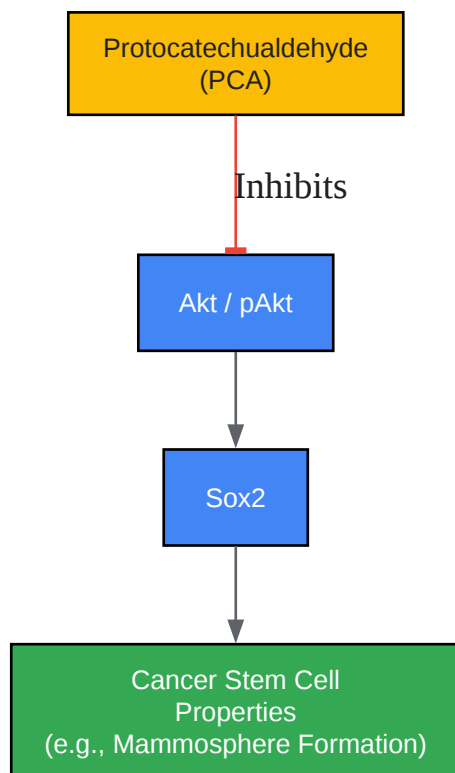 Protocatechualdehyde
(PCA)
Inhibits
Akt / pAkt
Sox2
Cancer Stem Cell
Properties
(e.g., Mammosphere Formation)